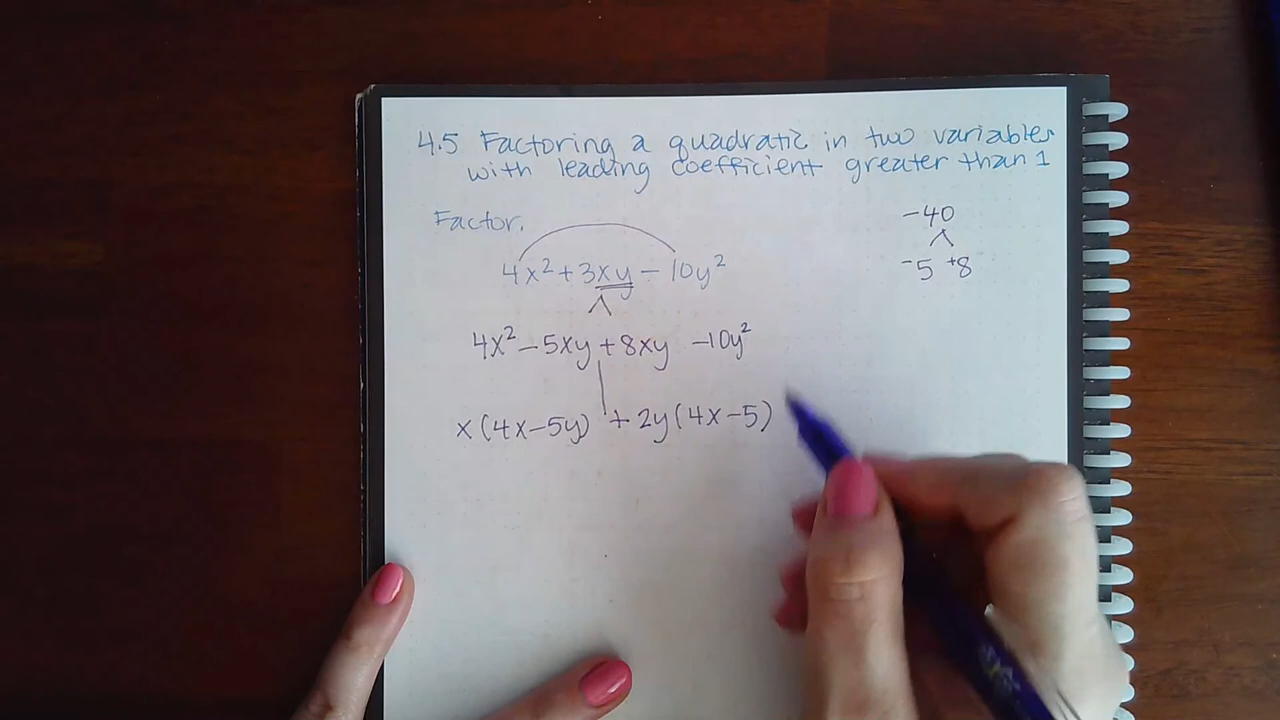 4.5 Factoring a quadratic in two variables
with leading coefficient greater than 1
Factor.
-40
-5 +8
4x² + 3xy - 10y²
4x² - 5xy + 8xy - 10y²
x(4x-5y) + 2y(4x-5)